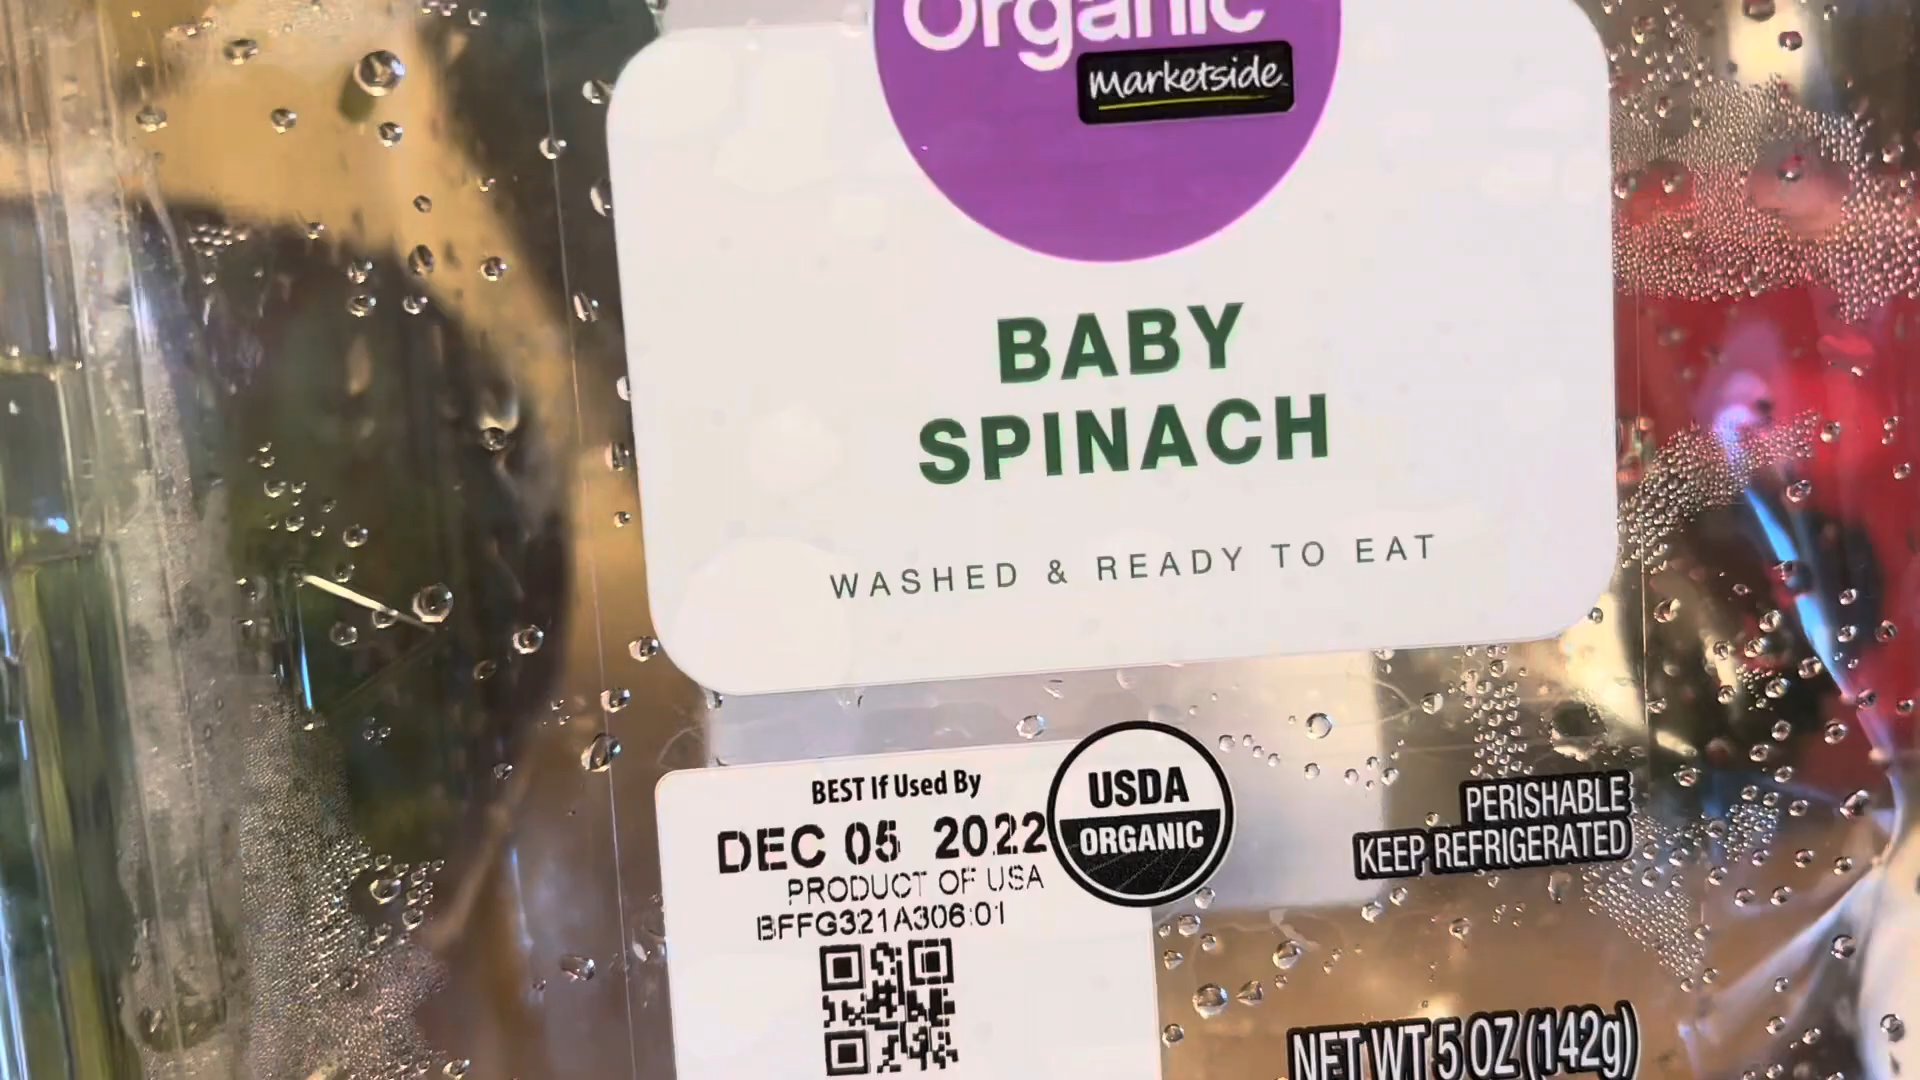 Organic
marketside
BABY
SPINACH
WASHED & READY TO EAT
BEST If Used By
DEC 05 2022
PRODUCT OF USA
BFFG321A306:01
USDA
ORGANIC
PERISHABLE
KEEP REFRIGERATED
NET WT 5 OZ (142g)